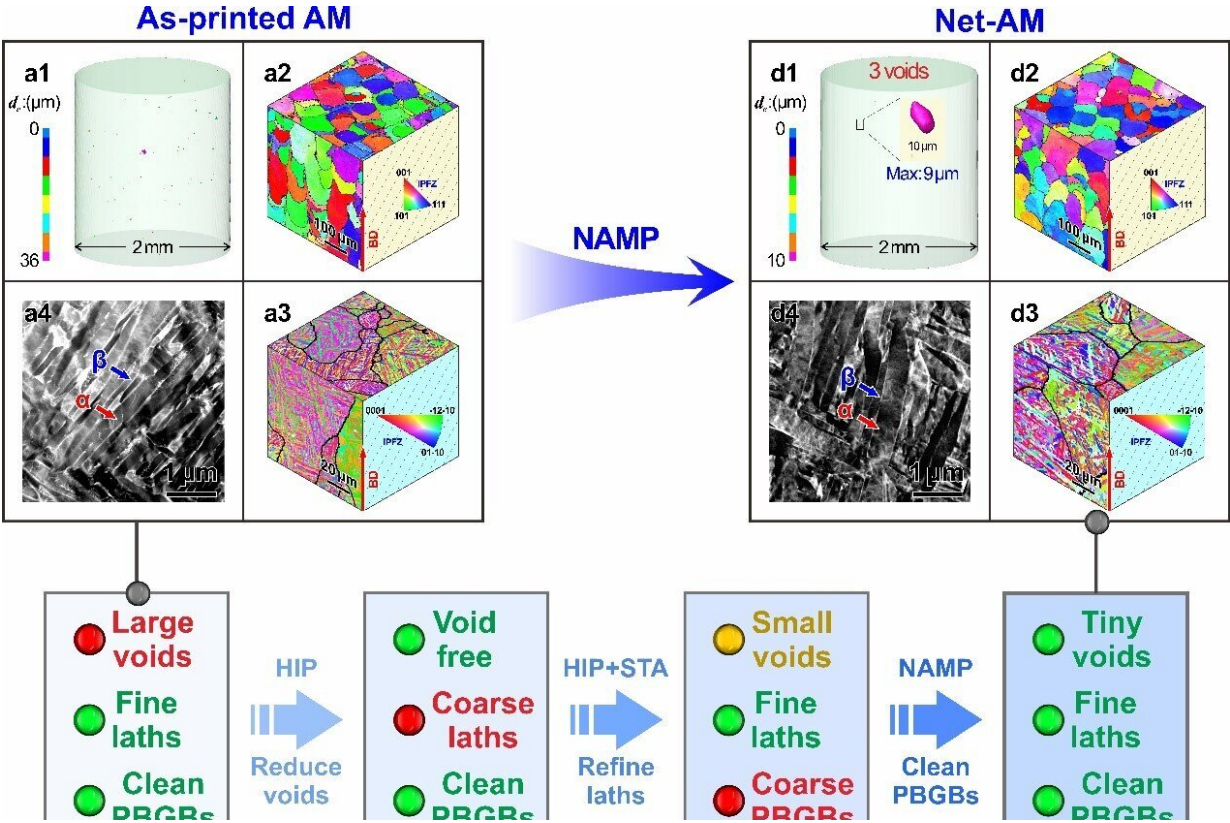 As-printed AM
Net-AM
a1
dₑ:(μm)
0
36
2 mm
a2
001
IPFZ
101
111
100 μm
BD
a4
β
α
1 μm
a3
0001
-12-10
IPFZ
01-10
20 μm
BD
NAMP
d1
dₑ:(μm)
0
10
3 voids
10 μm
Max:9μm
2 mm
d2
001
IPFZ
101
111
100 μm
BD
d4
β
α
1 μm
d3
0001
-12-10
IPFZ
01-10
20 μm
BD
Large
voids
Fine
laths
Clean
PBGBs
HIP
Reduce
voids
Void
free
Coarse
laths
Clean
PBGBs
HIP+STA
Refine
laths
Small
voids
Fine
laths
Coarse
PBGBs
NAMP
Clean
PBGBs
Tiny
voids
Fine
laths
Clean
PBGBs